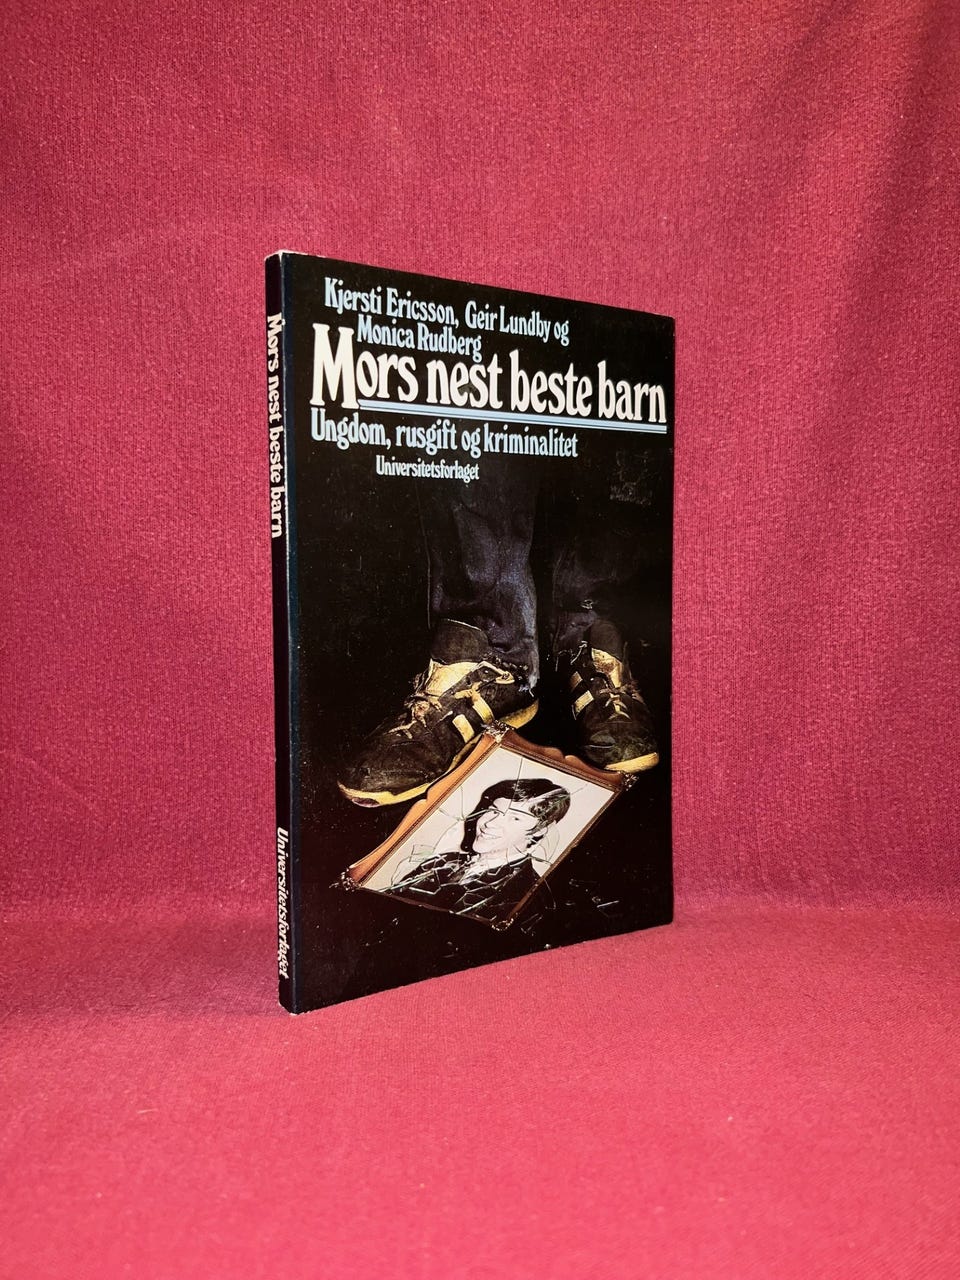 Kjersti Ericsson, Geir Lundby og
Monica Rudberg
Mors nest beste barn
Ungdom, rusgift og kriminalitet
Universitetsforlaget
Mors nest beste barn
Universitetsforlaget